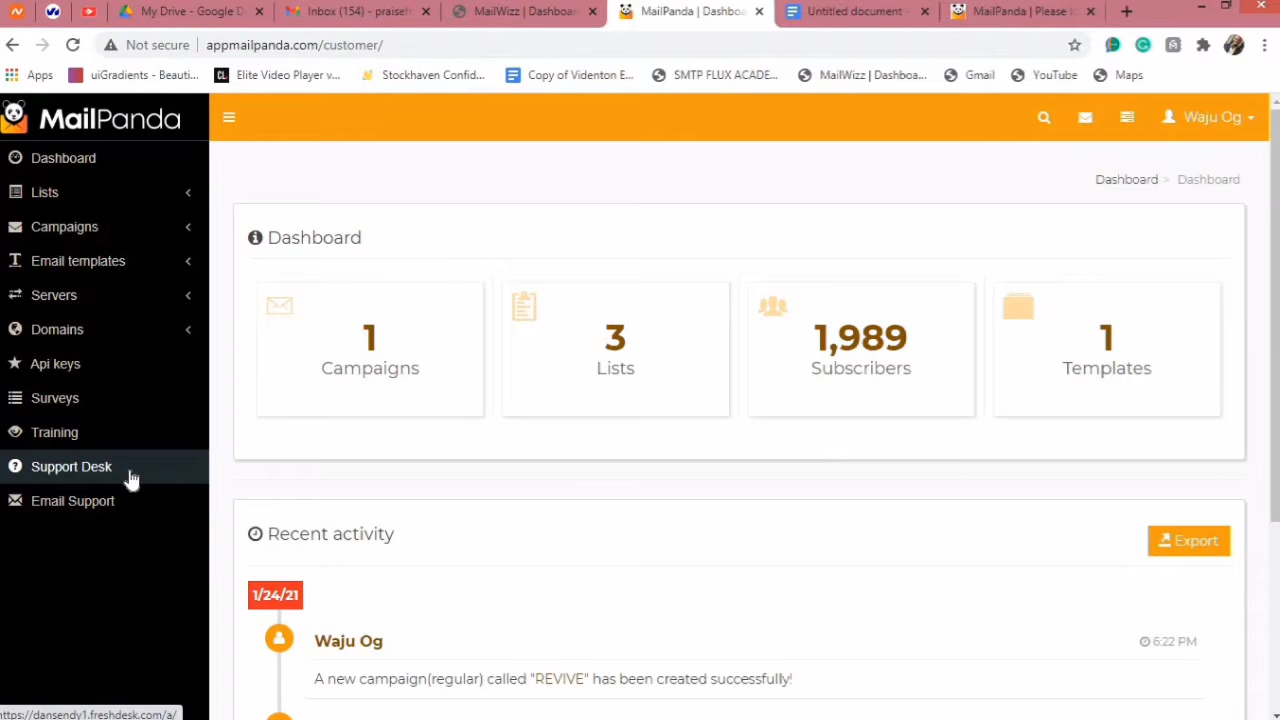 My Drive - Google D
Inbox (154) - praisef
MailWizz | Dashboa
MailPanda | Dashboa
Untitled document -
MailPanda | Please to
Not secure
appmailpanda.com/customer/
Apps
uiGradients - Beauti...
Elite Video Player v...
Stockhaven Confid...
Copy of Videnton E...
SMTP FLUX ACADE...
MailWizz | Dashboa...
Gmail
YouTube
Maps
MailPanda
Waju Og
Dashboard
Lists
Campaigns
Email templates
Servers
Domains
Api keys
Surveys
Training
Support Desk
Email Support
Dashboard > Dashboard
Dashboard
1
Campaigns
3
Lists
1,989
Subscribers
1
Templates
Recent activity
Export
1/24/21
Waju Og
6:22 PM
A new campaign(regular) called "REVIVE" has been created successfully!
https://dansendy1.freshdesk.com/a/